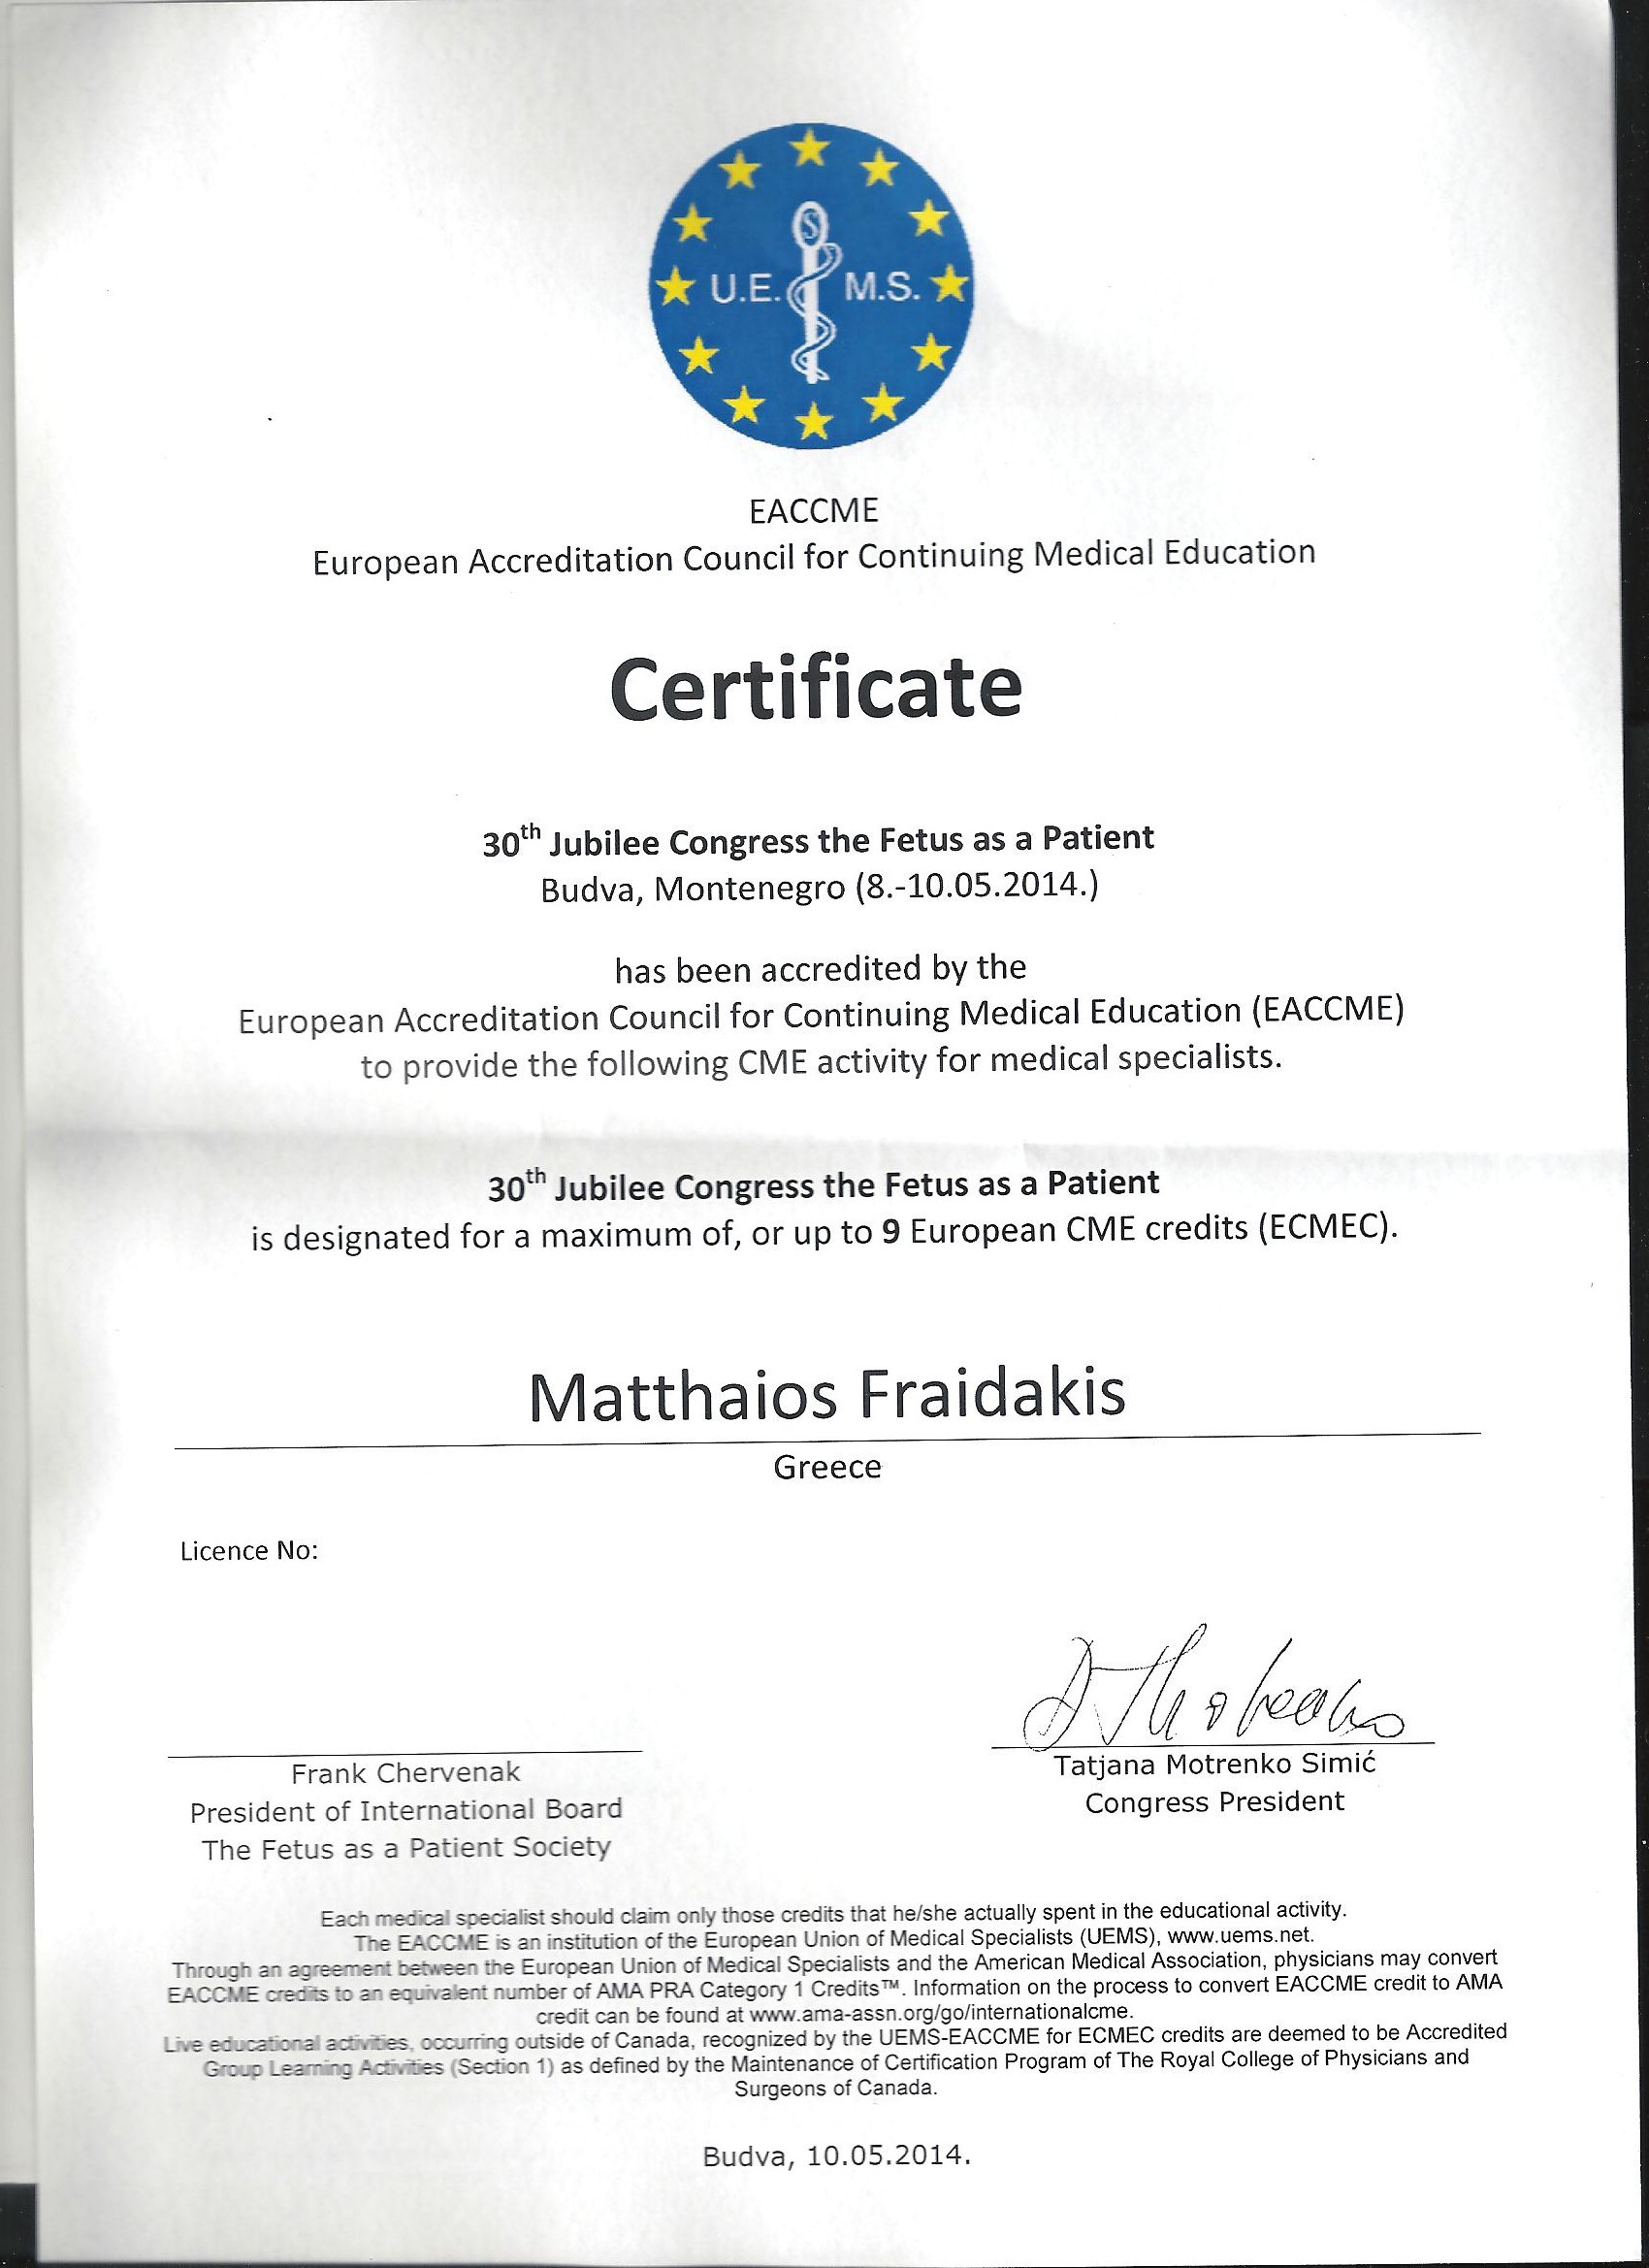 U.E. M.S.
S
EACCME
European Accreditation Council for Continuing Medical Education
Certificate
30th Jubilee Congress the Fetus as a Patient
Budva, Montenegro (8.-10.05.2014.)
has been accredited by the
European Accreditation Council for Continuing Medical Education (EACCME)
to provide the following CME activity for medical specialists.
30th Jubilee Congress the Fetus as a Patient
is designated for a maximum of, or up to 9 European CME credits (ECMEC).
Matthaios Fraidakis
Greece
Licence No:
Frank Chervenak
President of International Board
The Fetus as a Patient Society
Tatjana Motrenko Simić
Congress President
Each medical specialist should claim only those credits that he/she actually spent in the educational activity.
The EACCME is an institution of the European Union of Medical Specialists (UEMS), www.uems.net.
Through an agreement between the European Union of Medical Specialists and the American Medical Association, physicians may convert
EACCME credits to an equivalent number of AMA PRA Category 1 Credits™. Information on the process to convert EACCME credit to AMA
credit can be found at www.ama-assn.org/go/internationalcme.
Live educational activities, occurring outside of Canada, recognized by the UEMS-EACCME for ECMEC credits are deemed to be Accredited
Group Learning Activities (Section 1) as defined by the Maintenance of Certification Program of The Royal College of Physicians and
Surgeons of Canada.
Budva, 10.05.2014.